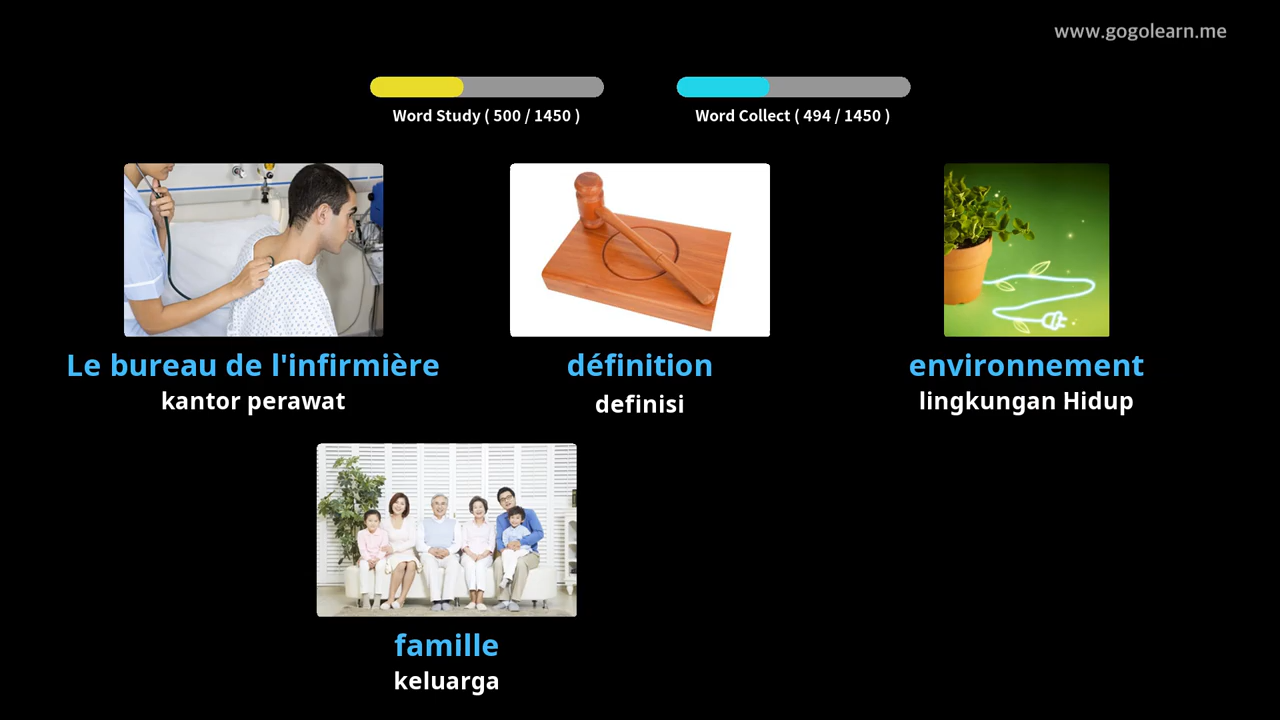 www.gogolearn.me
Word Study ( 500 / 1450 )
Word Collect ( 494 / 1450 )
Le bureau de l'infirmière
kantor perawat
définition
definisi
environnement
lingkungan Hidup
famille
keluarga